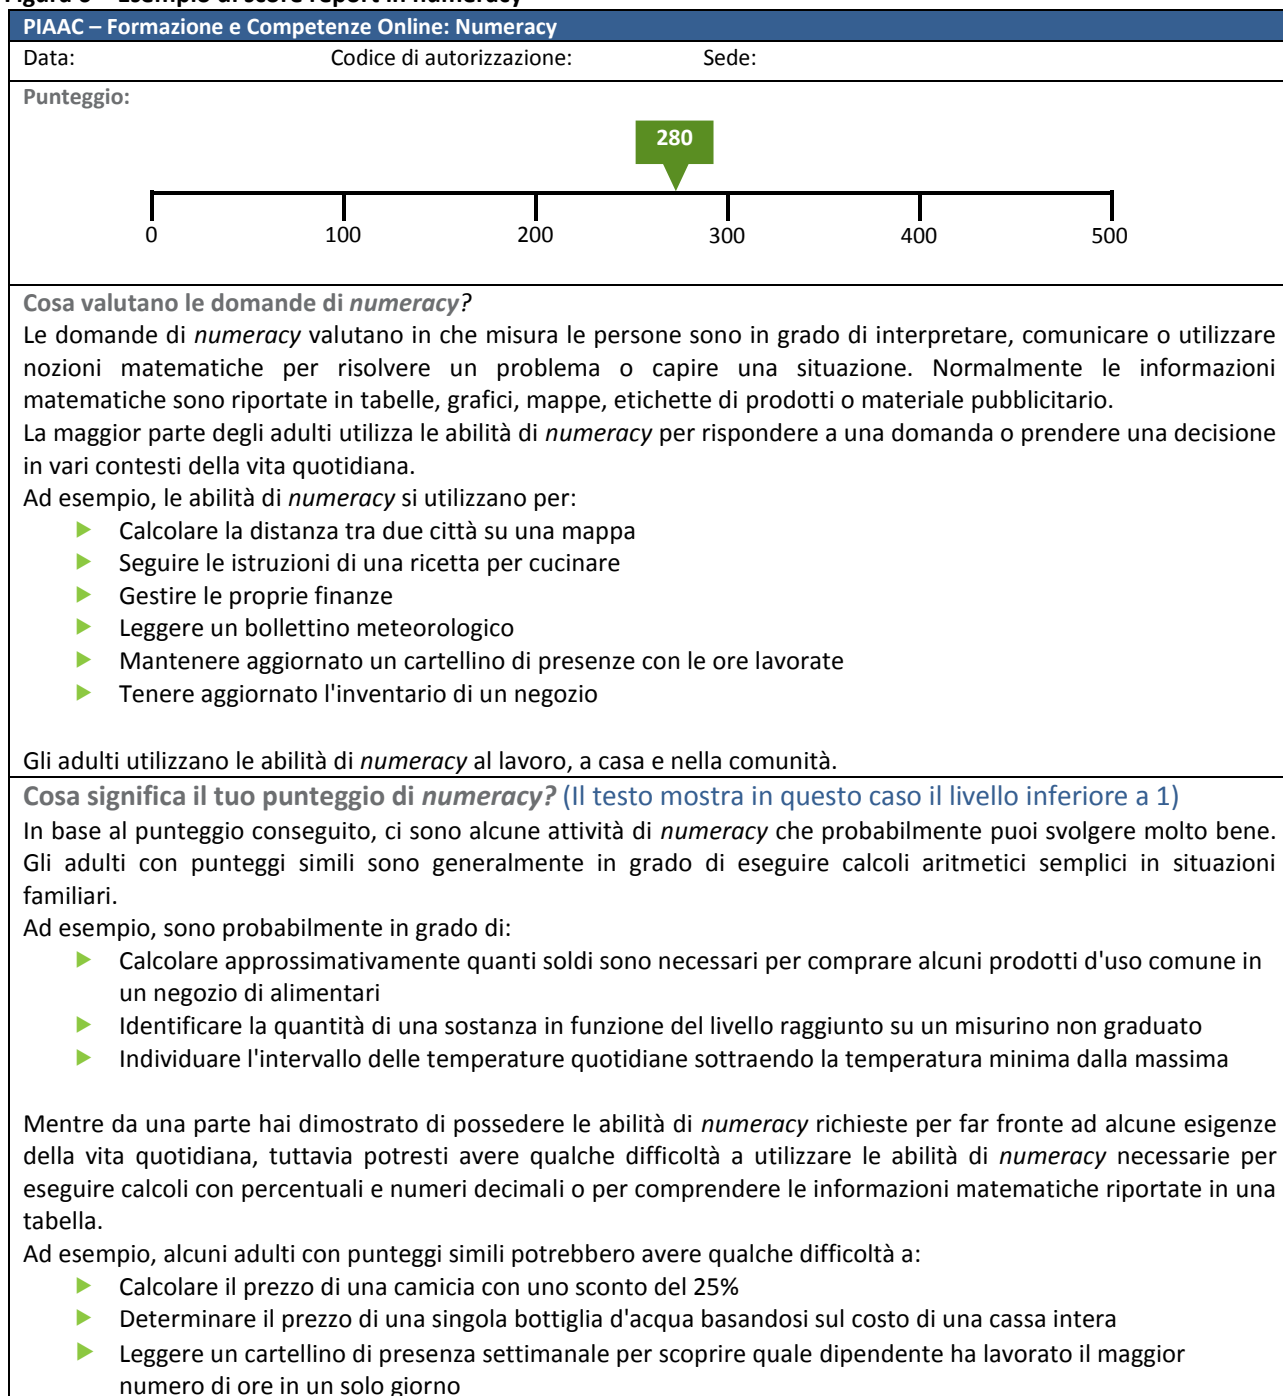 Figura 6 – Esempio di score report in numeracy
PIAAC – Formazione e Competenze Online: Numeracy
Data: Codice di autorizzazione: Sede:
Punteggio:
280
0 100 200 300 400 500
Cosa valutano le domande di numeracy?
Le domande di numeracy valutano in che misura le persone sono in grado di interpretare, comunicare o utilizzare
nozioni matematiche per risolvere un problema o capire una situazione. Normalmente le informazioni
matematiche sono riportate in tabelle, grafici, mappe, etichette di prodotti o materiale pubblicitario.
La maggior parte degli adulti utilizza le abilità di numeracy per rispondere a una domanda o prendere una decisione
in vari contesti della vita quotidiana.
Ad esempio, le abilità di numeracy si utilizzano per:
Calcolare la distanza tra due città su una mappa
Seguire le istruzioni di una ricetta per cucinare
Gestire le proprie finanze
Leggere un bollettino meteorologico
Mantenere aggiornato un cartellino di presenze con le ore lavorate
Tenere aggiornato l'inventario di un negozio
Gli adulti utilizzano le abilità di numeracy al lavoro, a casa e nella comunità.
Cosa significa il tuo punteggio di numeracy? (Il testo mostra in questo caso il livello inferiore a 1)
In base al punteggio conseguito, ci sono alcune attività di numeracy che probabilmente puoi svolgere molto bene.
Gli adulti con punteggi simili sono generalmente in grado di eseguire calcoli aritmetici semplici in situazioni
familiari.
Ad esempio, sono probabilmente in grado di:
Calcolare approssimativamente quanti soldi sono necessari per comprare alcuni prodotti d'uso comune in
un negozio di alimentari
Identificare la quantità di una sostanza in funzione del livello raggiunto su un misurino non graduato
Individuare l'intervallo delle temperature quotidiane sottraendo la temperatura minima dalla massima
Mentre da una parte hai dimostrato di possedere le abilità di numeracy richieste per far fronte ad alcune esigenze
della vita quotidiana, tuttavia potresti avere qualche difficoltà a utilizzare le abilità di numeracy necessarie per
eseguire calcoli con percentuali e numeri decimali o per comprendere le informazioni matematiche riportate in una
tabella.
Ad esempio, alcuni adulti con punteggi simili potrebbero avere qualche difficoltà a:
Calcolare il prezzo di una camicia con uno sconto del 25%
Determinare il prezzo di una singola bottiglia d'acqua basandosi sul costo di una cassa intera
Leggere un cartellino di presenza settimanale per scoprire quale dipendente ha lavorato il maggior
numero di ore in un solo giorno